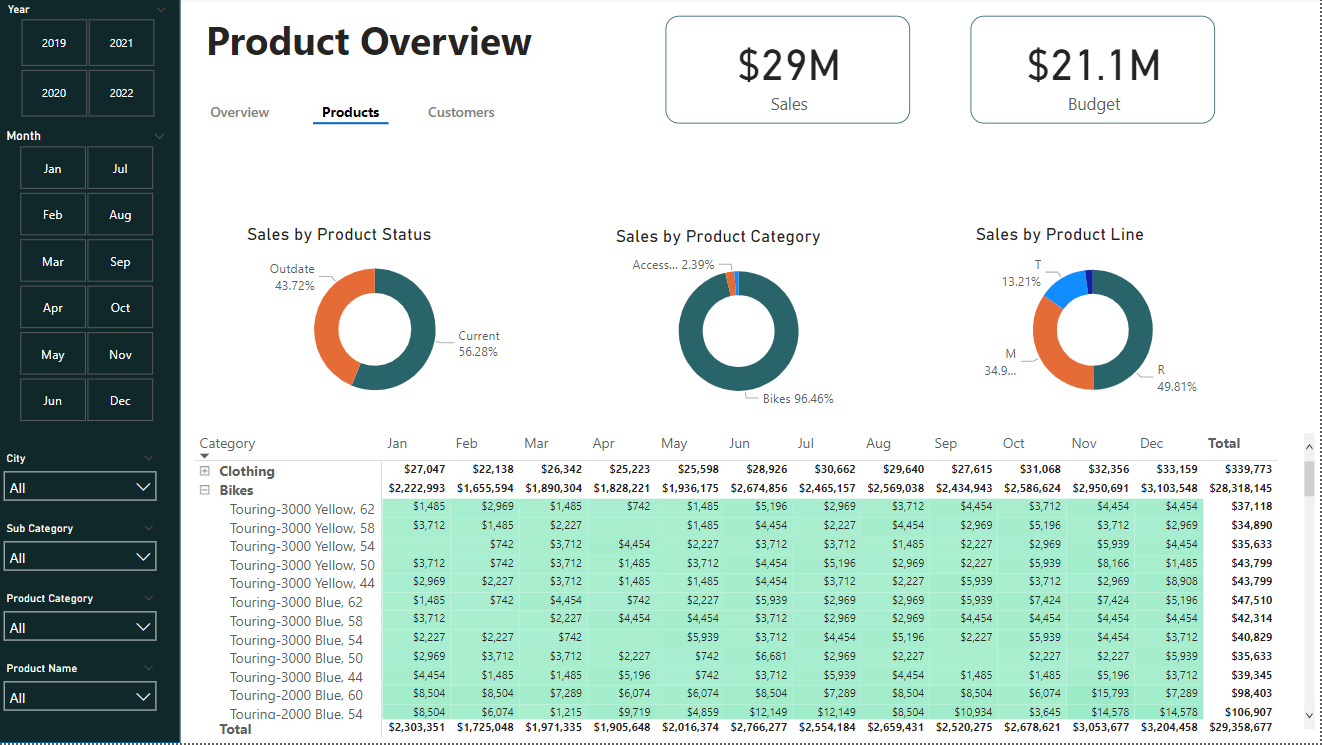 Year
2019 2021
2020 2022
Month
Jan Jul
Feb Aug
Mar Sep
Apr Oct
May Nov
Jun Dec
City
All
Sub Category
All
Product Category
All
Product Name
All
Product Overview
Overview Products Customers
$29M
Sales
$21.1M
Budget
Sales by Product Status
Outdate
43.72%
Current
56.28%
Sales by Product Category
Access... 2.39%
Bikes 96.46%
Sales by Product Line
T
13.21%
M
34.9...
R
49.81%
Category Jan Feb Mar Apr May Jun Jul Aug Sep Oct Nov Dec Total
Clothing $27,047 $22,138 $26,342 $25,223 $25,598 $28,926 $30,662 $29,640 $27,615 $31,068 $32,356 $33,159 $339,773
Bikes $2,222,993 $1,655,594 $1,890,304 $1,828,221 $1,936,175 $2,674,856 $2,465,157 $2,569,038 $2,434,943 $2,586,624 $2,950,691 $3,103,548 $28,318,145
Touring-3000 Yellow, 62 $1,485 $2,969 $1,485 $742 $1,485 $5,196 $2,969 $3,712 $4,454 $3,712 $4,454 $4,454 $37,118
Touring-3000 Yellow, 58 $3,712 $1,485 $2,227 $1,485 $4,454 $2,227 $4,454 $2,969 $5,196 $3,712 $2,969 $34,890
Touring-3000 Yellow, 54 $742 $3,712 $4,454 $2,227 $3,712 $3,712 $1,485 $2,227 $2,969 $5,939 $4,454 $35,633
Touring-3000 Yellow, 50 $3,712 $742 $3,712 $1,485 $3,712 $4,454 $5,196 $2,969 $2,227 $5,939 $8,166 $1,485 $43,799
Touring-3000 Yellow, 44 $2,969 $2,227 $3,712 $1,485 $1,485 $4,454 $3,712 $2,227 $5,939 $3,712 $2,969 $8,908 $43,799
Touring-3000 Blue, 62 $1,485 $742 $4,454 $742 $2,227 $5,939 $2,969 $2,969 $5,939 $7,424 $7,424 $5,196 $47,510
Touring-3000 Blue, 58 $3,712 $2,227 $4,454 $4,454 $3,712 $2,969 $2,969 $4,454 $4,454 $4,454 $4,454 $42,314
Touring-3000 Blue, 54 $2,227 $2,227 $742 $5,939 $3,712 $4,454 $5,196 $2,227 $5,939 $4,454 $3,712 $40,829
Touring-3000 Blue, 50 $2,969 $3,712 $3,712 $2,227 $742 $6,681 $2,969 $2,227 $2,227 $2,227 $5,939 $35,633
Touring-3000 Blue, 44 $4,454 $1,485 $1,485 $5,196 $742 $3,712 $5,939 $4,454 $1,485 $1,485 $5,196 $3,712 $39,345
Touring-2000 Blue, 60 $8,504 $8,504 $7,289 $6,074 $6,074 $8,504 $7,289 $8,504 $8,504 $6,074 $15,793 $7,289 $98,403
Touring-2000 Blue, 54 $8,504 $6,074 $1,215 $9,719 $4,859 $12,149 $12,149 $8,504 $10,934 $3,645 $14,578 $14,578 $106,907
Total $2,303,351 $1,725,048 $1,971,335 $1,905,648 $2,016,374 $2,766,277 $2,554,184 $2,659,431 $2,520,275 $2,678,621 $3,053,677 $3,204,458 $29,358,677